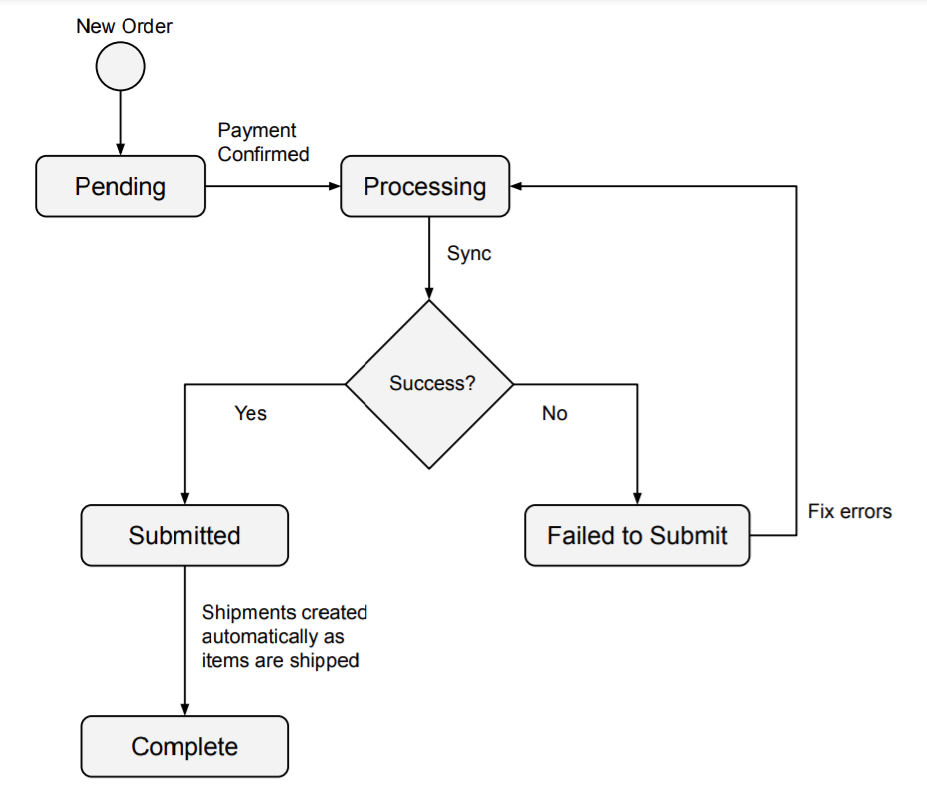 New Order
Payment
Confirmed
Pending
Processing
Sync
Success?
Yes
No
Submitted
Failed to Submit
Fix errors
Shipments created
automatically as
items are shipped
Complete